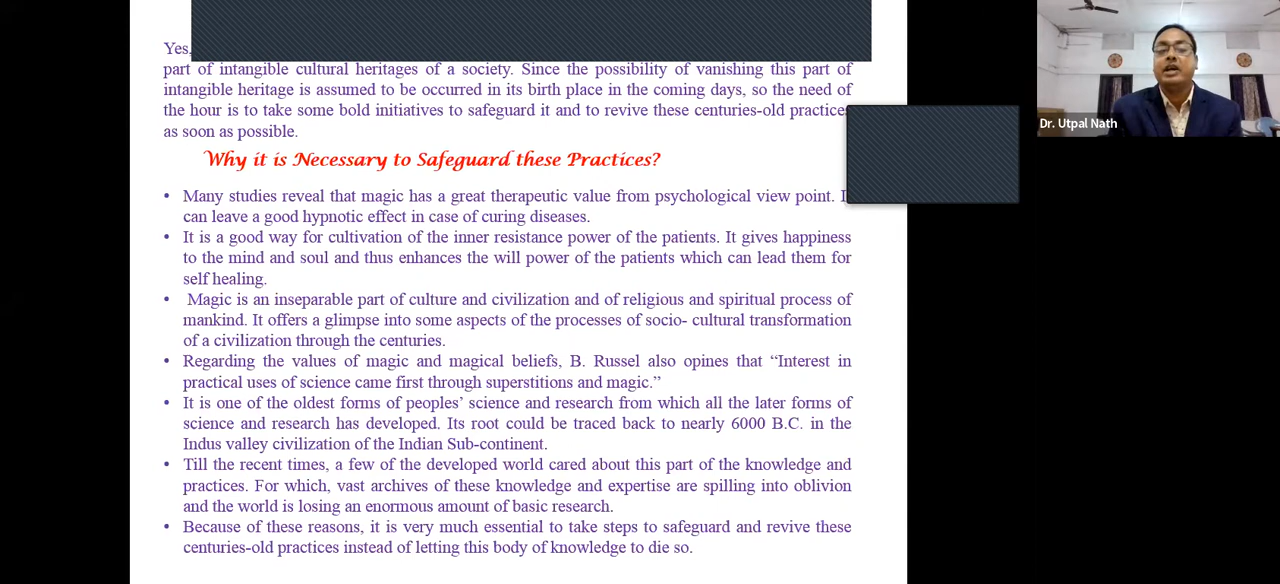 Yes,
part of intangible cultural heritages of a society. Since the possibility of vanishing this part of
intangible heritage is assumed to be occurred in its birth place in the coming days, so the need of
the hour is to take some bold initiatives to safeguard it and to revive these centuries-old practices
as soon as possible.
Why it is Necessary to Safeguard these Practices?
• Many studies reveal that magic has a great therapeutic value from psychological view point.
can leave a good hypnotic effect in case of curing diseases.
• It is a good way for cultivation of the inner resistance power of the patients. It gives happiness
to the mind and soul and thus enhances the will power of the patients which can lead them for
self healing.
• Magic is an inseparable part of culture and civilization and of religious and spiritual process of
mankind. It offers a glimpse into some aspects of the processes of socio- cultural transformation
of a civilization through the centuries.
• Regarding the values of magic and magical beliefs, B. Russel also opines that “Interest in
practical uses of science came first through superstitions and magic.”
• It is one of the oldest forms of peoples’ science and research from which all the later forms of
science and research has developed. Its root could be traced back to nearly 6000 B.C. in the
Indus valley civilization of the Indian Sub-continent.
• Till the recent times, a few of the developed world cared about this part of the knowledge and
practices. For which, vast archives of these knowledge and expertise are spilling into oblivion
and the world is losing an enormous amount of basic research.
• Because of these reasons, it is very much essential to take steps to safeguard and revive these
centuries-old practices instead of letting this body of knowledge to die so.
Dr. Utpal Nath